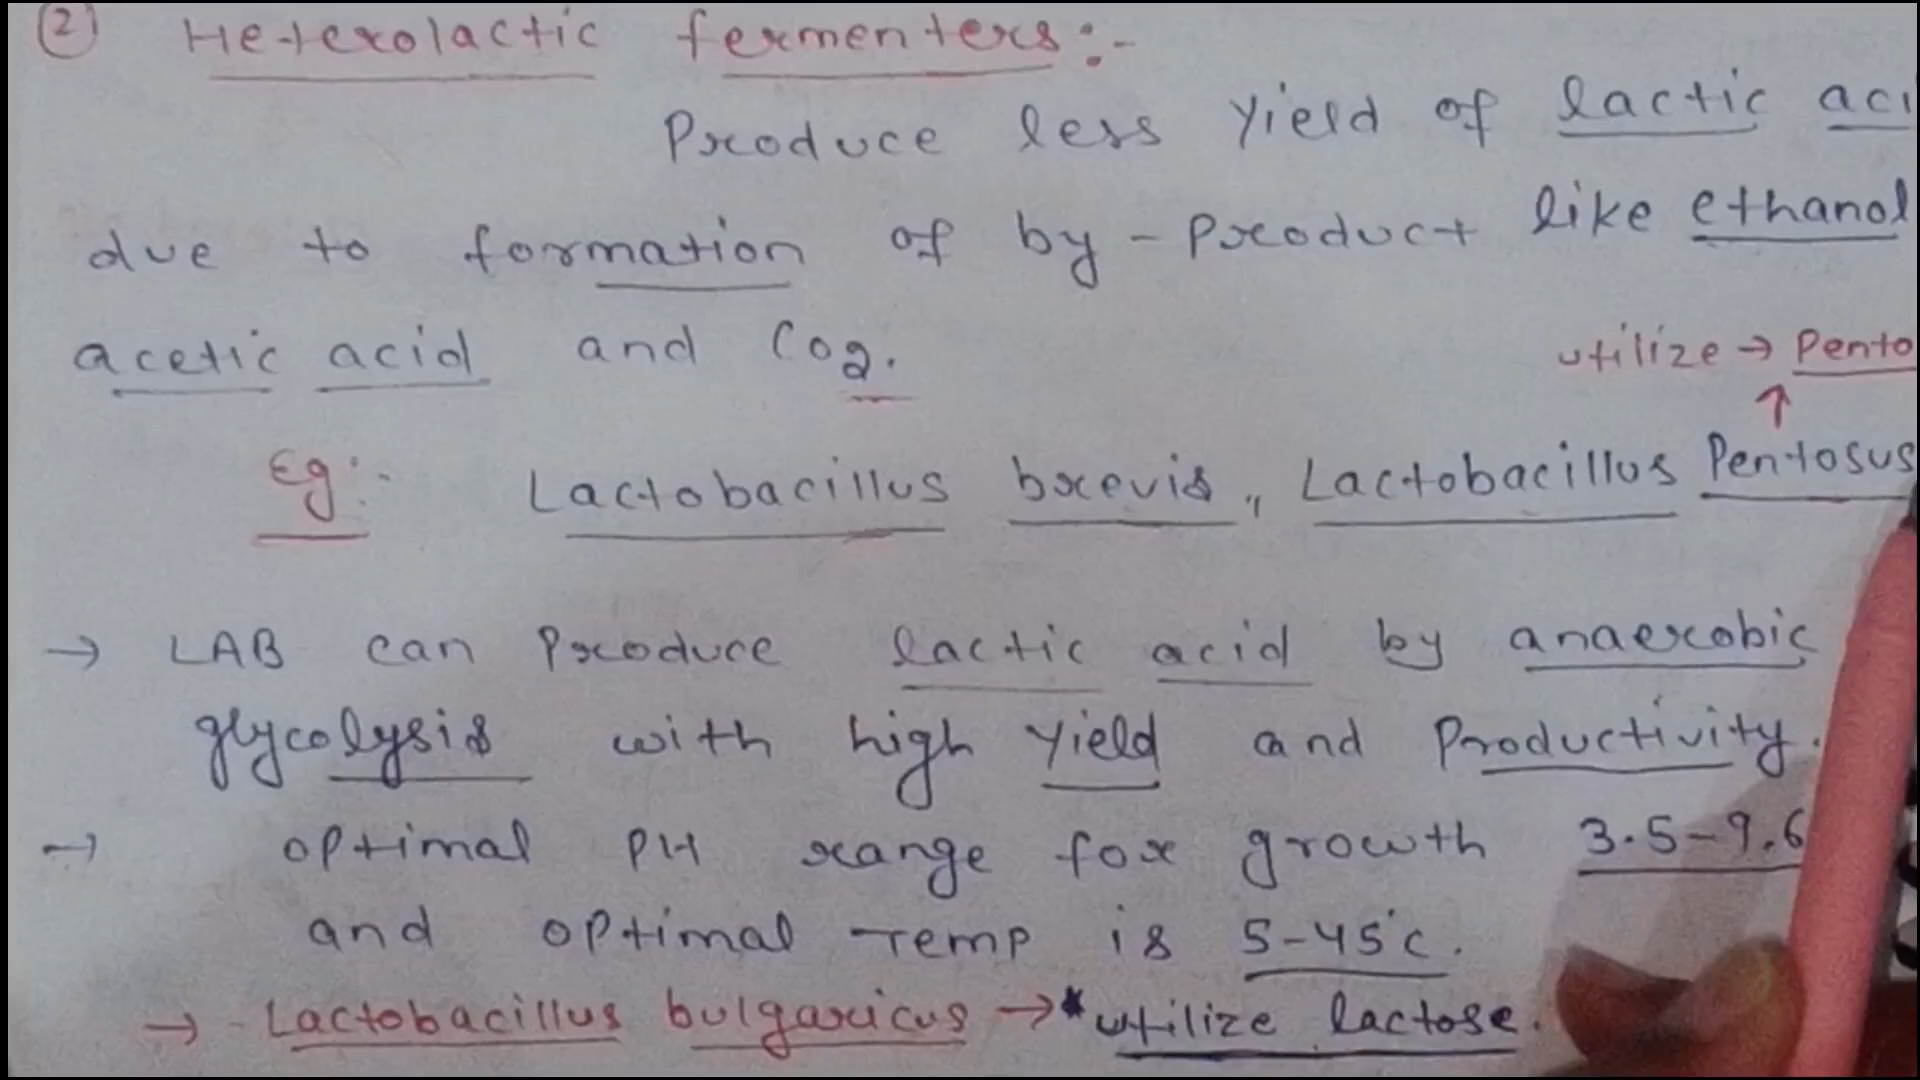 ② Heterolactic fermenters:-
Produce less Yield of lactic aci
due to formation of by-Product like ethanol
acetic acid and CO2.
utilize → Pento
↑
Eg:- Lactobacillus brevis, Lactobacillus Pentosus
→ LAB can Produce lactic acid by anaerobic
glycolysis with high Yield and Productivity.
→ optimal PH range for growth 3.5-9.6
and optimal Temp is 5-45°c.
→ Lactobacillus bulgaricus → *utilize lactose.